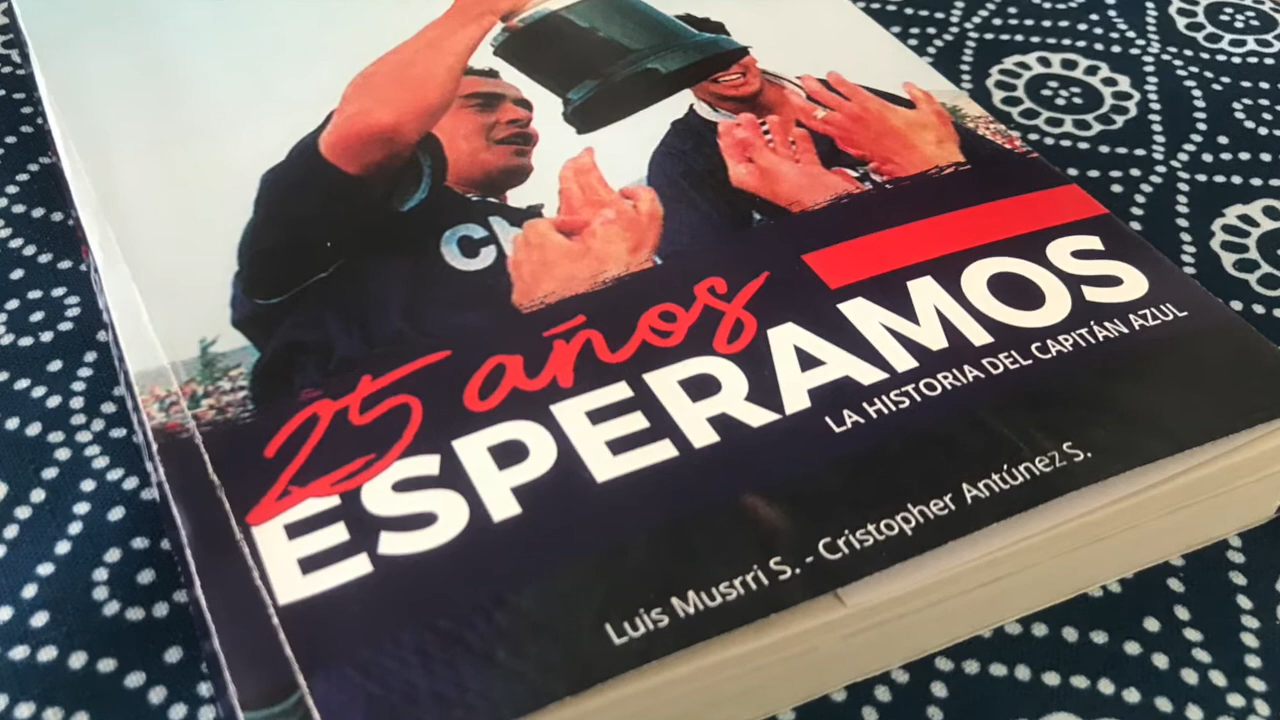 25 años
ESPERAMOS
LA HISTORIA DEL CAPITÁN AZUL
Luis Musrri S. - Cristopher Antúnez S.